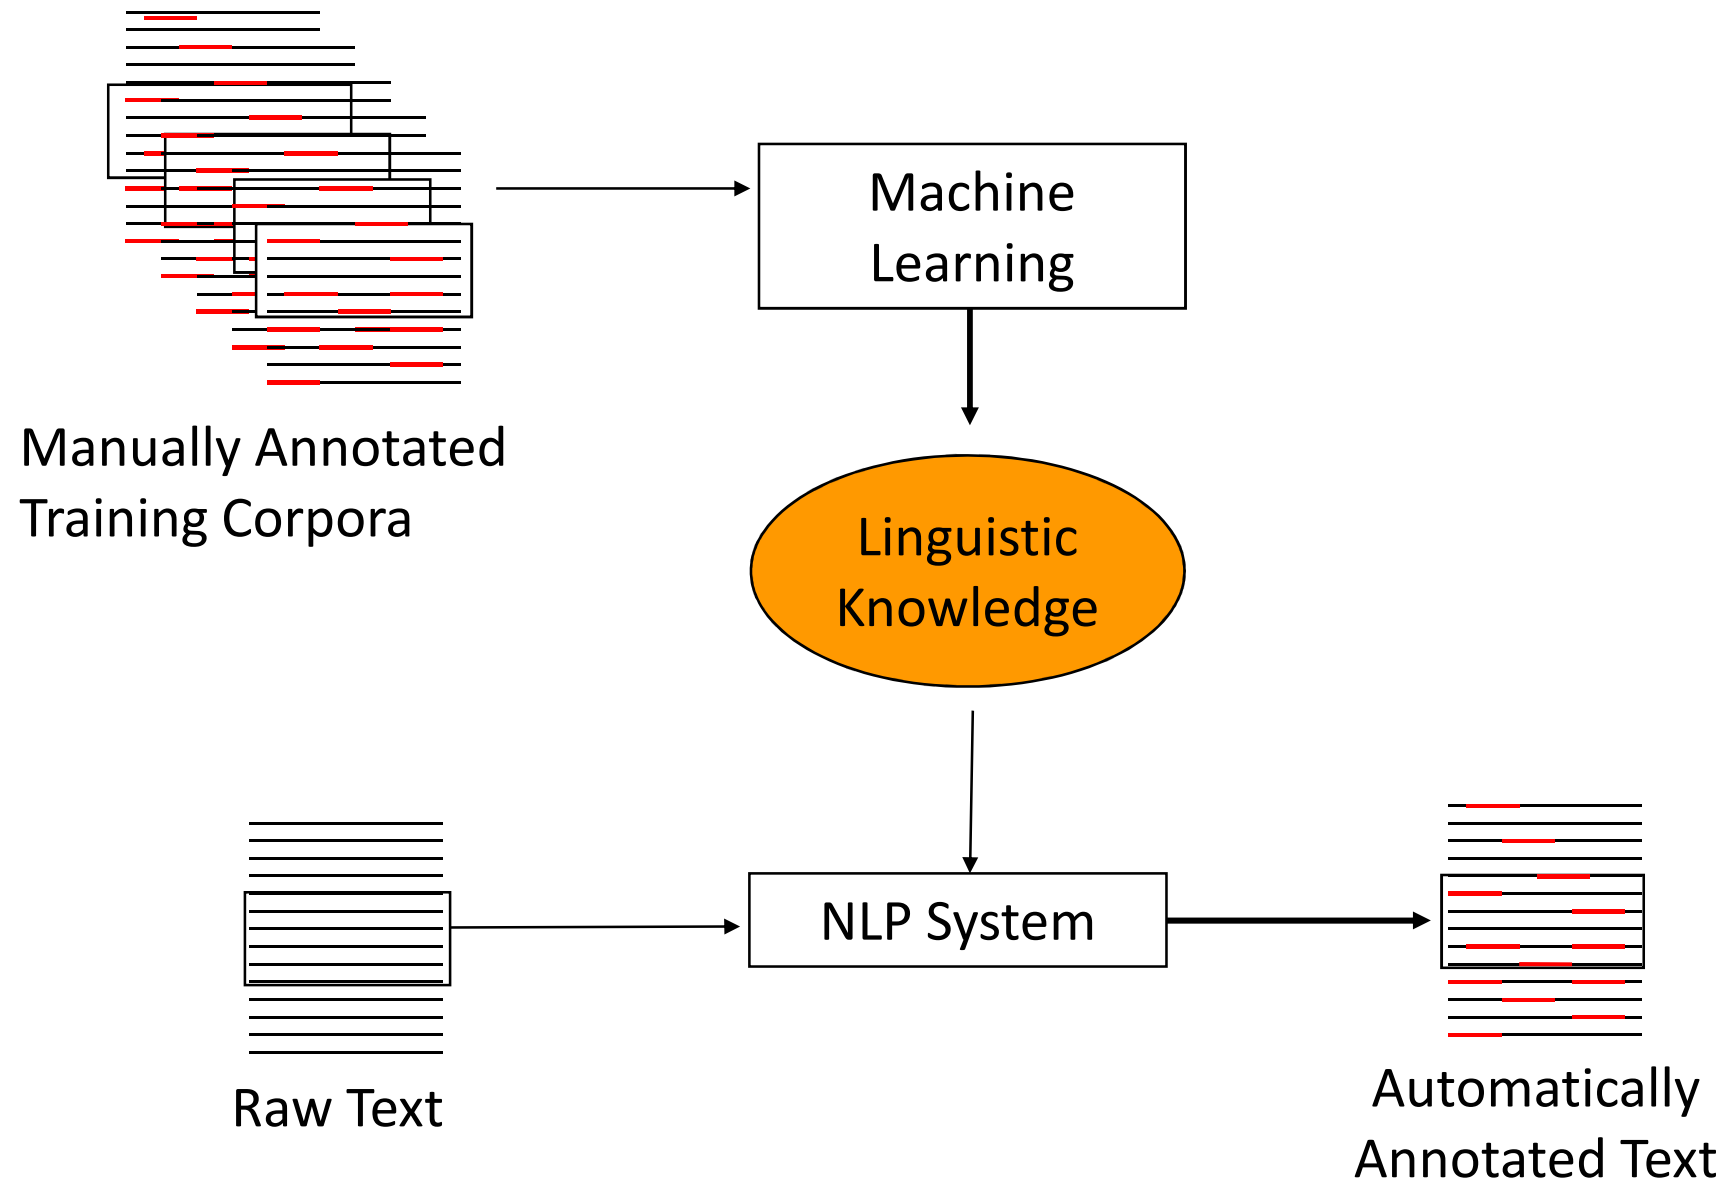 Machine
Learning
Manually Annotated
Training Corpora
Linguistic
Knowledge
NLP System
Raw Text
Automatically
Annotated Text